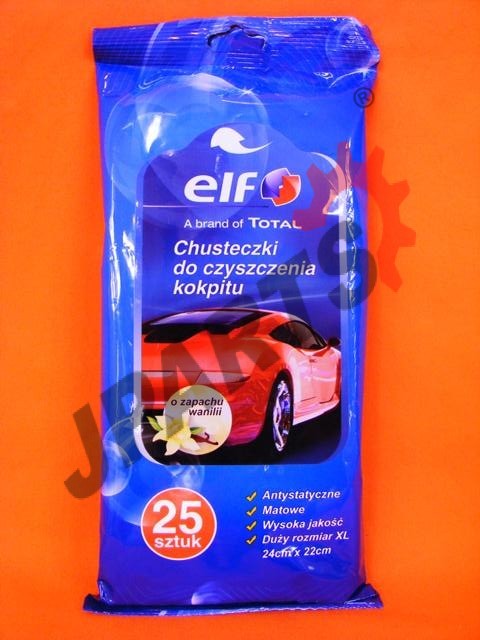 elf
A brand of TOTAL
Chusteczki
do czyszczenia
kokpitu
o zapachu
wanilii
25
sztuk
Antystatyczne
Matowe
Wysoka jakość
Duży rozmiar XL
24cm x 22cm
JPARTS
®